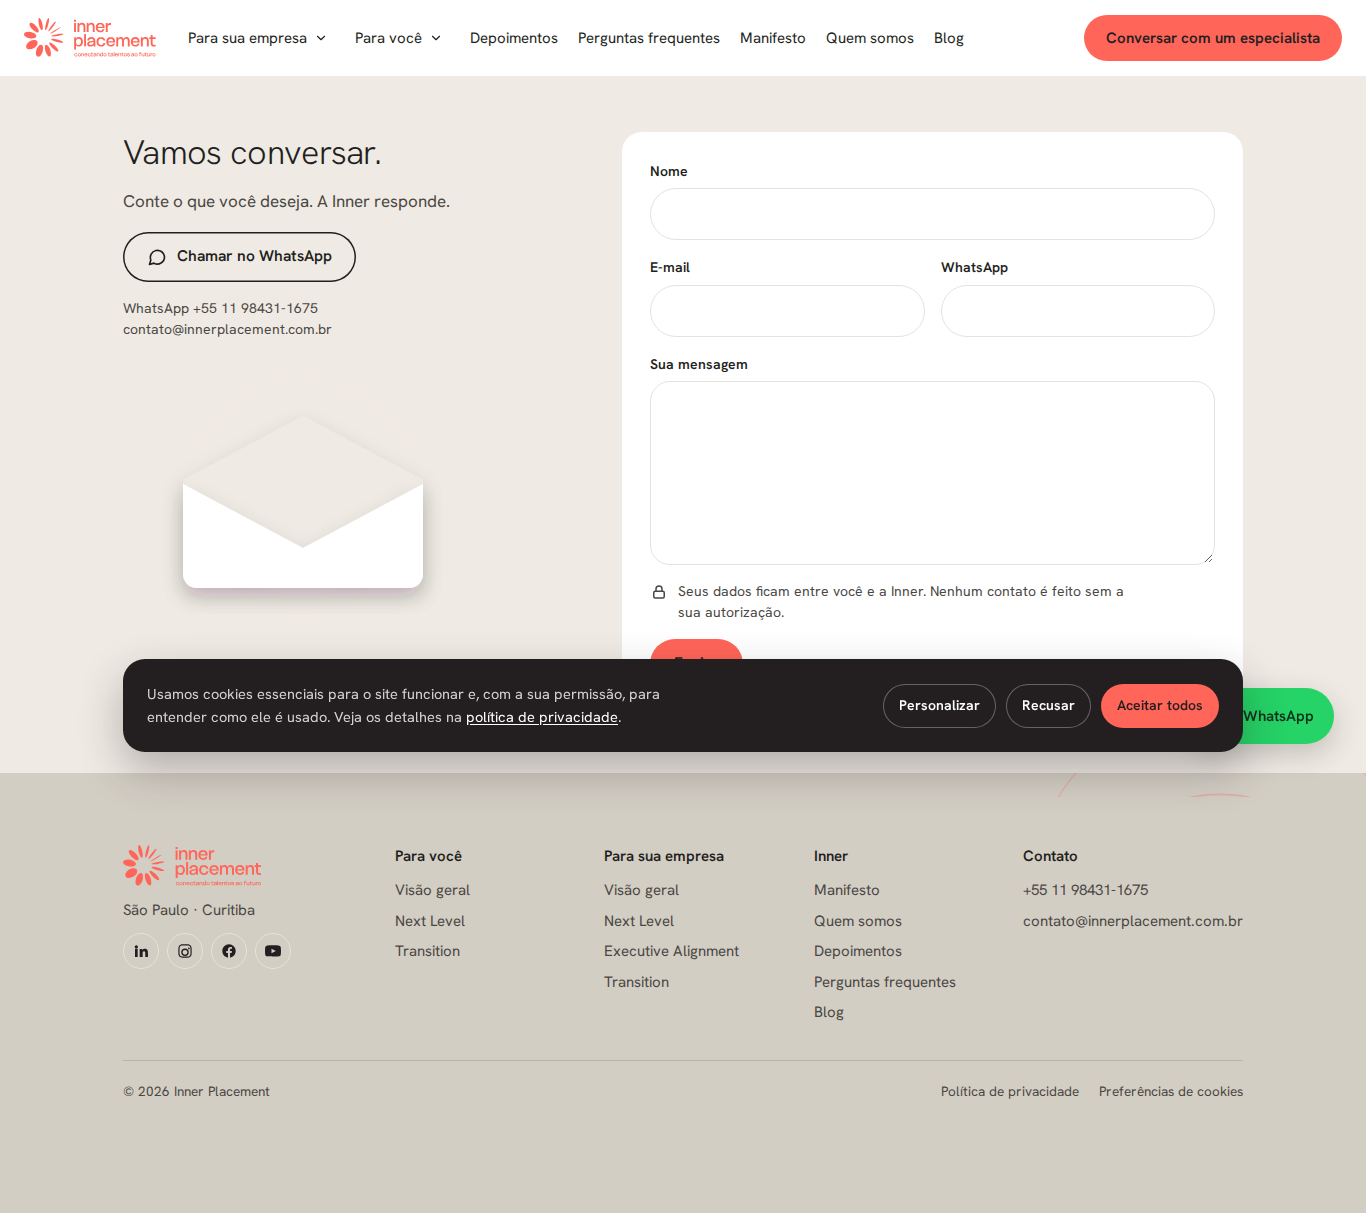 inner
placement
conectando talentos ao futuro
Para sua empresa
Para você
Depoimentos
Perguntas frequentes
Manifesto
Quem somos
Blog
Conversar com um especialista
Vamos conversar.
Conte o que você deseja. A Inner responde.
Chamar no WhatsApp
WhatsApp +55 11 98431-1675
contato@innerplacement.com.br
Nome
E-mail
WhatsApp
Sua mensagem
Seus dados ficam entre você e a Inner. Nenhum contato é feito sem a
sua autorização.
Usamos cookies essenciais para o site funcionar e, com a sua permissão, para
entender como ele é usado. Veja os detalhes na política de privacidade.
Personalizar
Recusar
Aceitar todos
WhatsApp
inner
placement
conectando talentos ao futuro
São Paulo · Curitiba
Para você
Visão geral
Next Level
Transition
Para sua empresa
Visão geral
Next Level
Executive Alignment
Transition
Inner
Manifesto
Quem somos
Depoimentos
Perguntas frequentes
Blog
Contato
+55 11 98431-1675
contato@innerplacement.com.br
© 2026 Inner Placement
Política de privacidade
Preferências de cookies